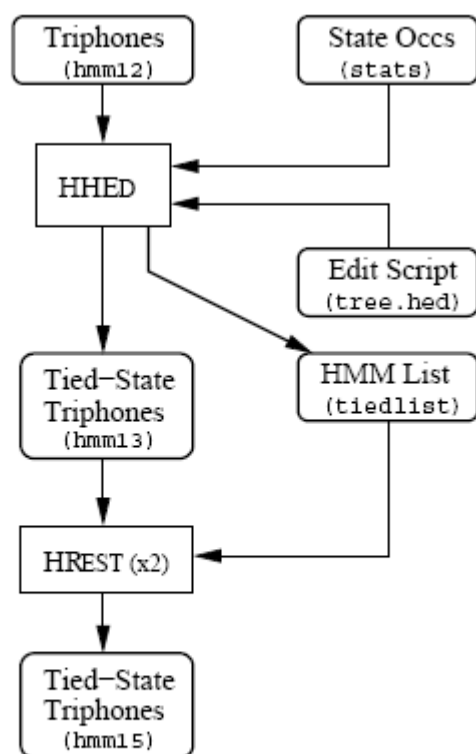 Triphones
(hmm12)
State Occs
(stats)
HHED
Edit Script
(tree.hed)
Tied-State
Triphones
(hmm13)
HMM List
(tiedlist)
HREST (x2)
Tied-State
Triphones
(hmm15)